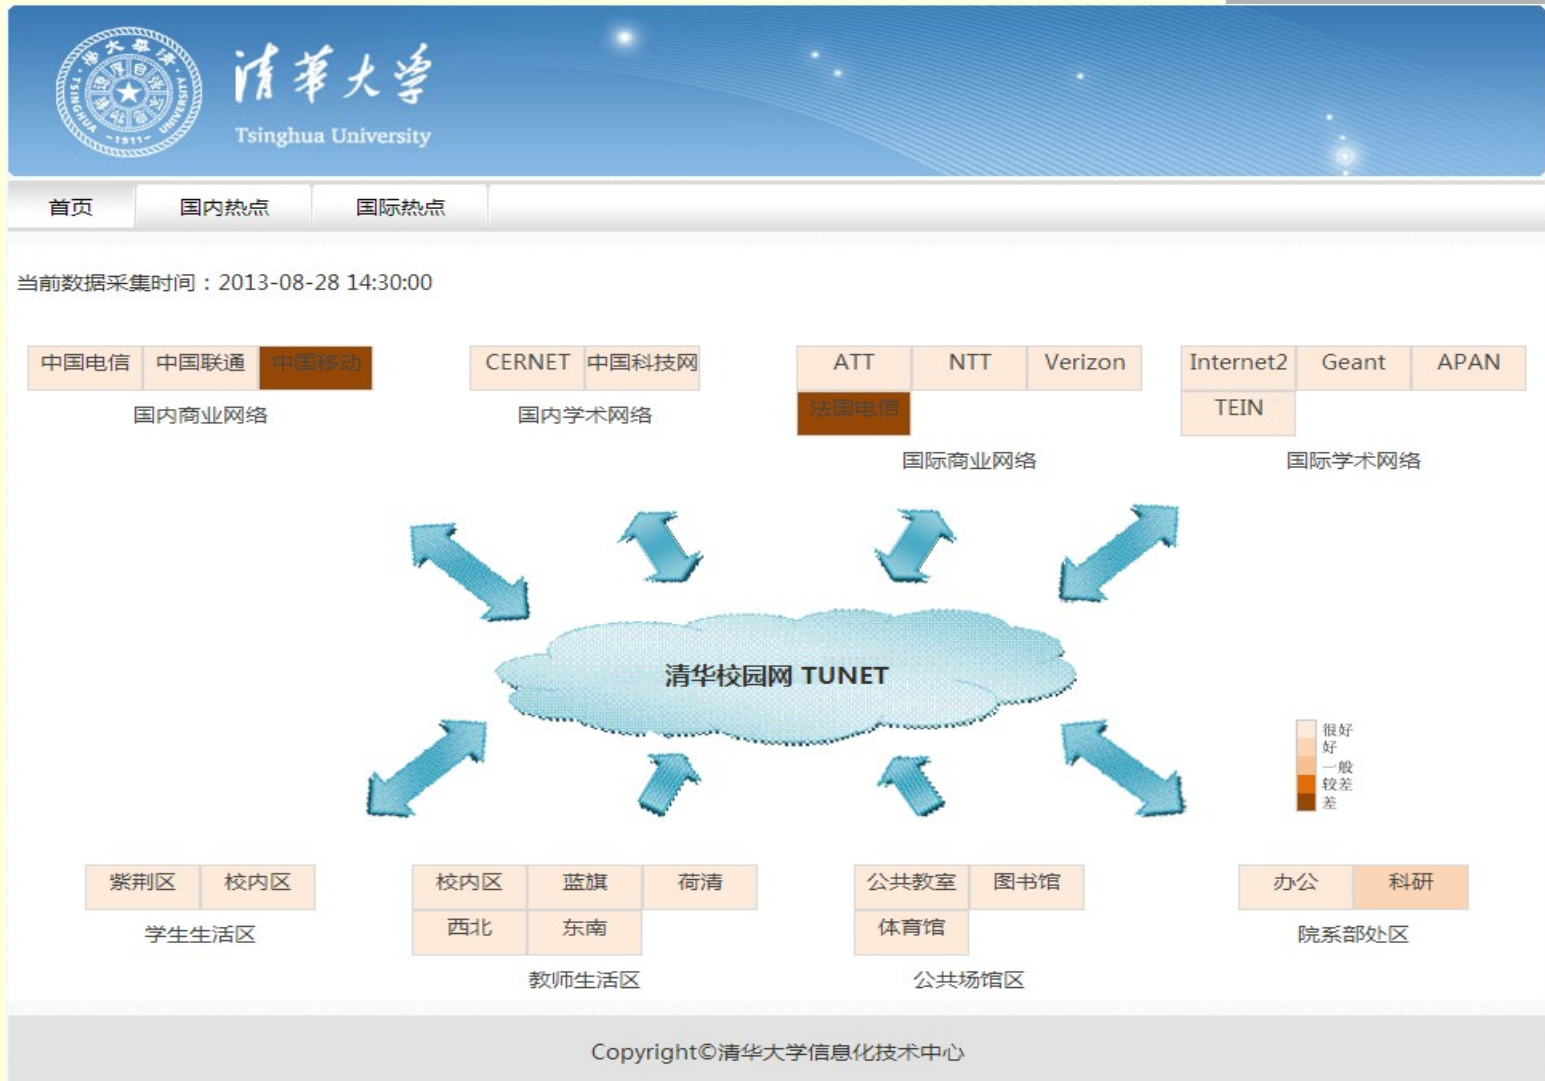 清華大学
Tsinghua University
TSINGHUA UNIVERSITY
-1911-
首页 国内热点 国际热点
当前数据采集时间：2013-08-28 14:30:00
中国电信 中国联通 中国移动
国内商业网络
CERNET 中国科技网
国内学术网络
ATT NTT Verizon
法国电信
国际商业网络
Internet2 Geant APAN
TEIN
国际学术网络
清华校园网 TUNET
很好
好
一般
较差
差
紫荆区 校内区
学生生活区
校内区 蓝旗 荷清
西北 东南
教师生活区
公共教室 图书馆
体育馆
公共场馆区
办公 科研
院系部处区
Copyright©清华大学信息化技术中心